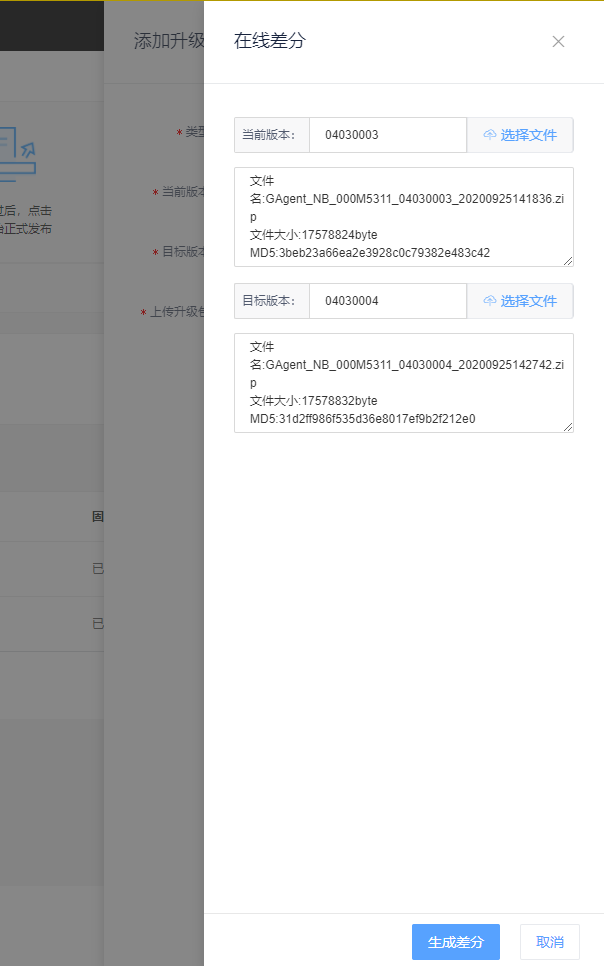 添加升级
在线差分
* 类型
当前版本：
04030003
选择文件
过后，点击
正式发布
* 当前版本
文件
名:GAgent_NB_000M5311_04030003_20200925141836.zi
p
文件大小:17578824byte
MD5:3beb23a66ea2e3928c0c79382e483c42
* 目标版本
目标版本：
04030004
选择文件
* 上传升级包
文件
名:GAgent_NB_000M5311_04030004_20200925142742.zi
p
文件大小:17578832byte
MD5:31d2ff986f535d36e8017ef9b2f212e0
固
已
已
生成差分
取消